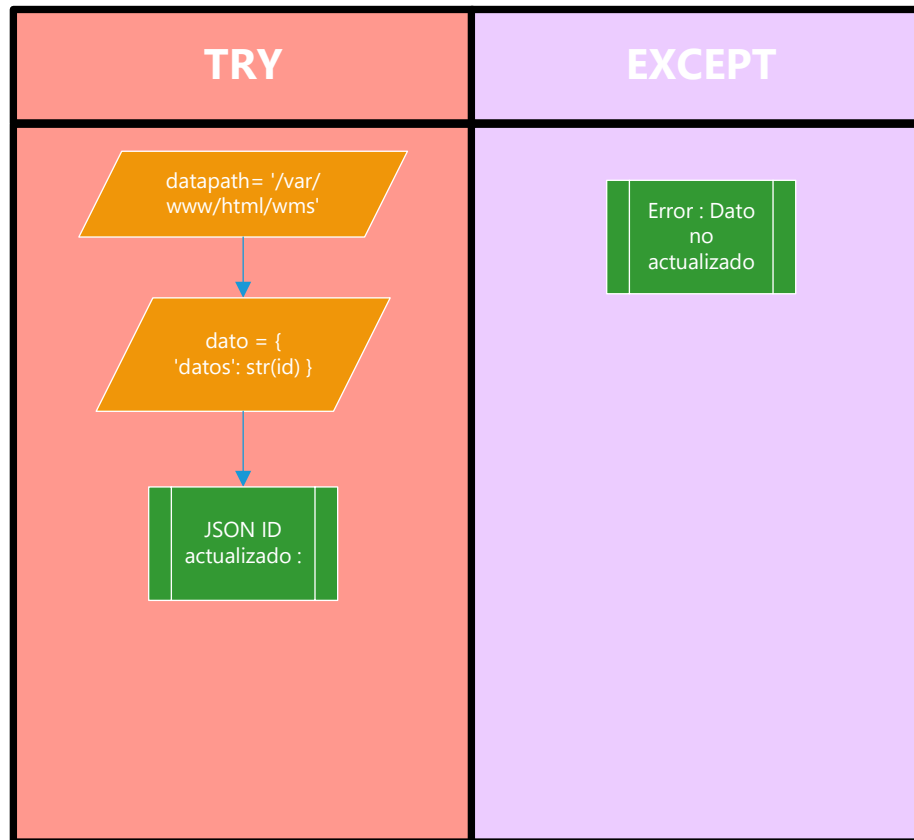 TRY
EXCEPT
datapath= '/var/
www/html/wms'
Error : Dato
no
actualizado
dato = {
'datos': str(id) }
JSON ID
actualizado :